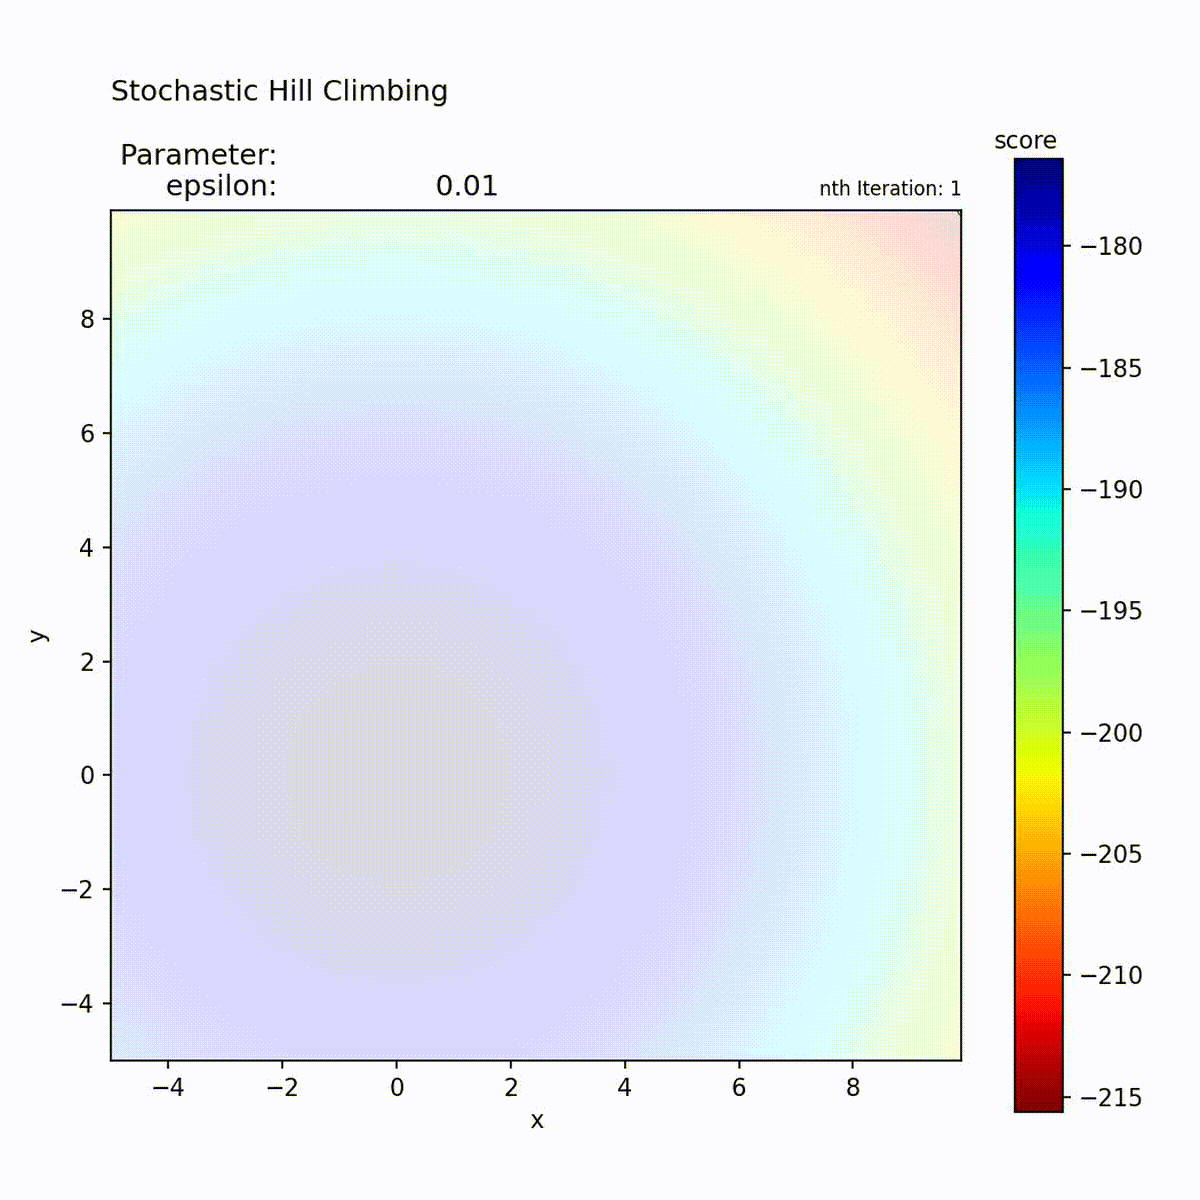 Stochastic Hill Climbing
Parameter:
epsilon: 0.01
nth Iteration: 1
score
−180
−185
−190
−195
−200
−205
−210
−215
8
6
4
2
0
−2
−4
y
−4 −2 0 2 4 6 8
x